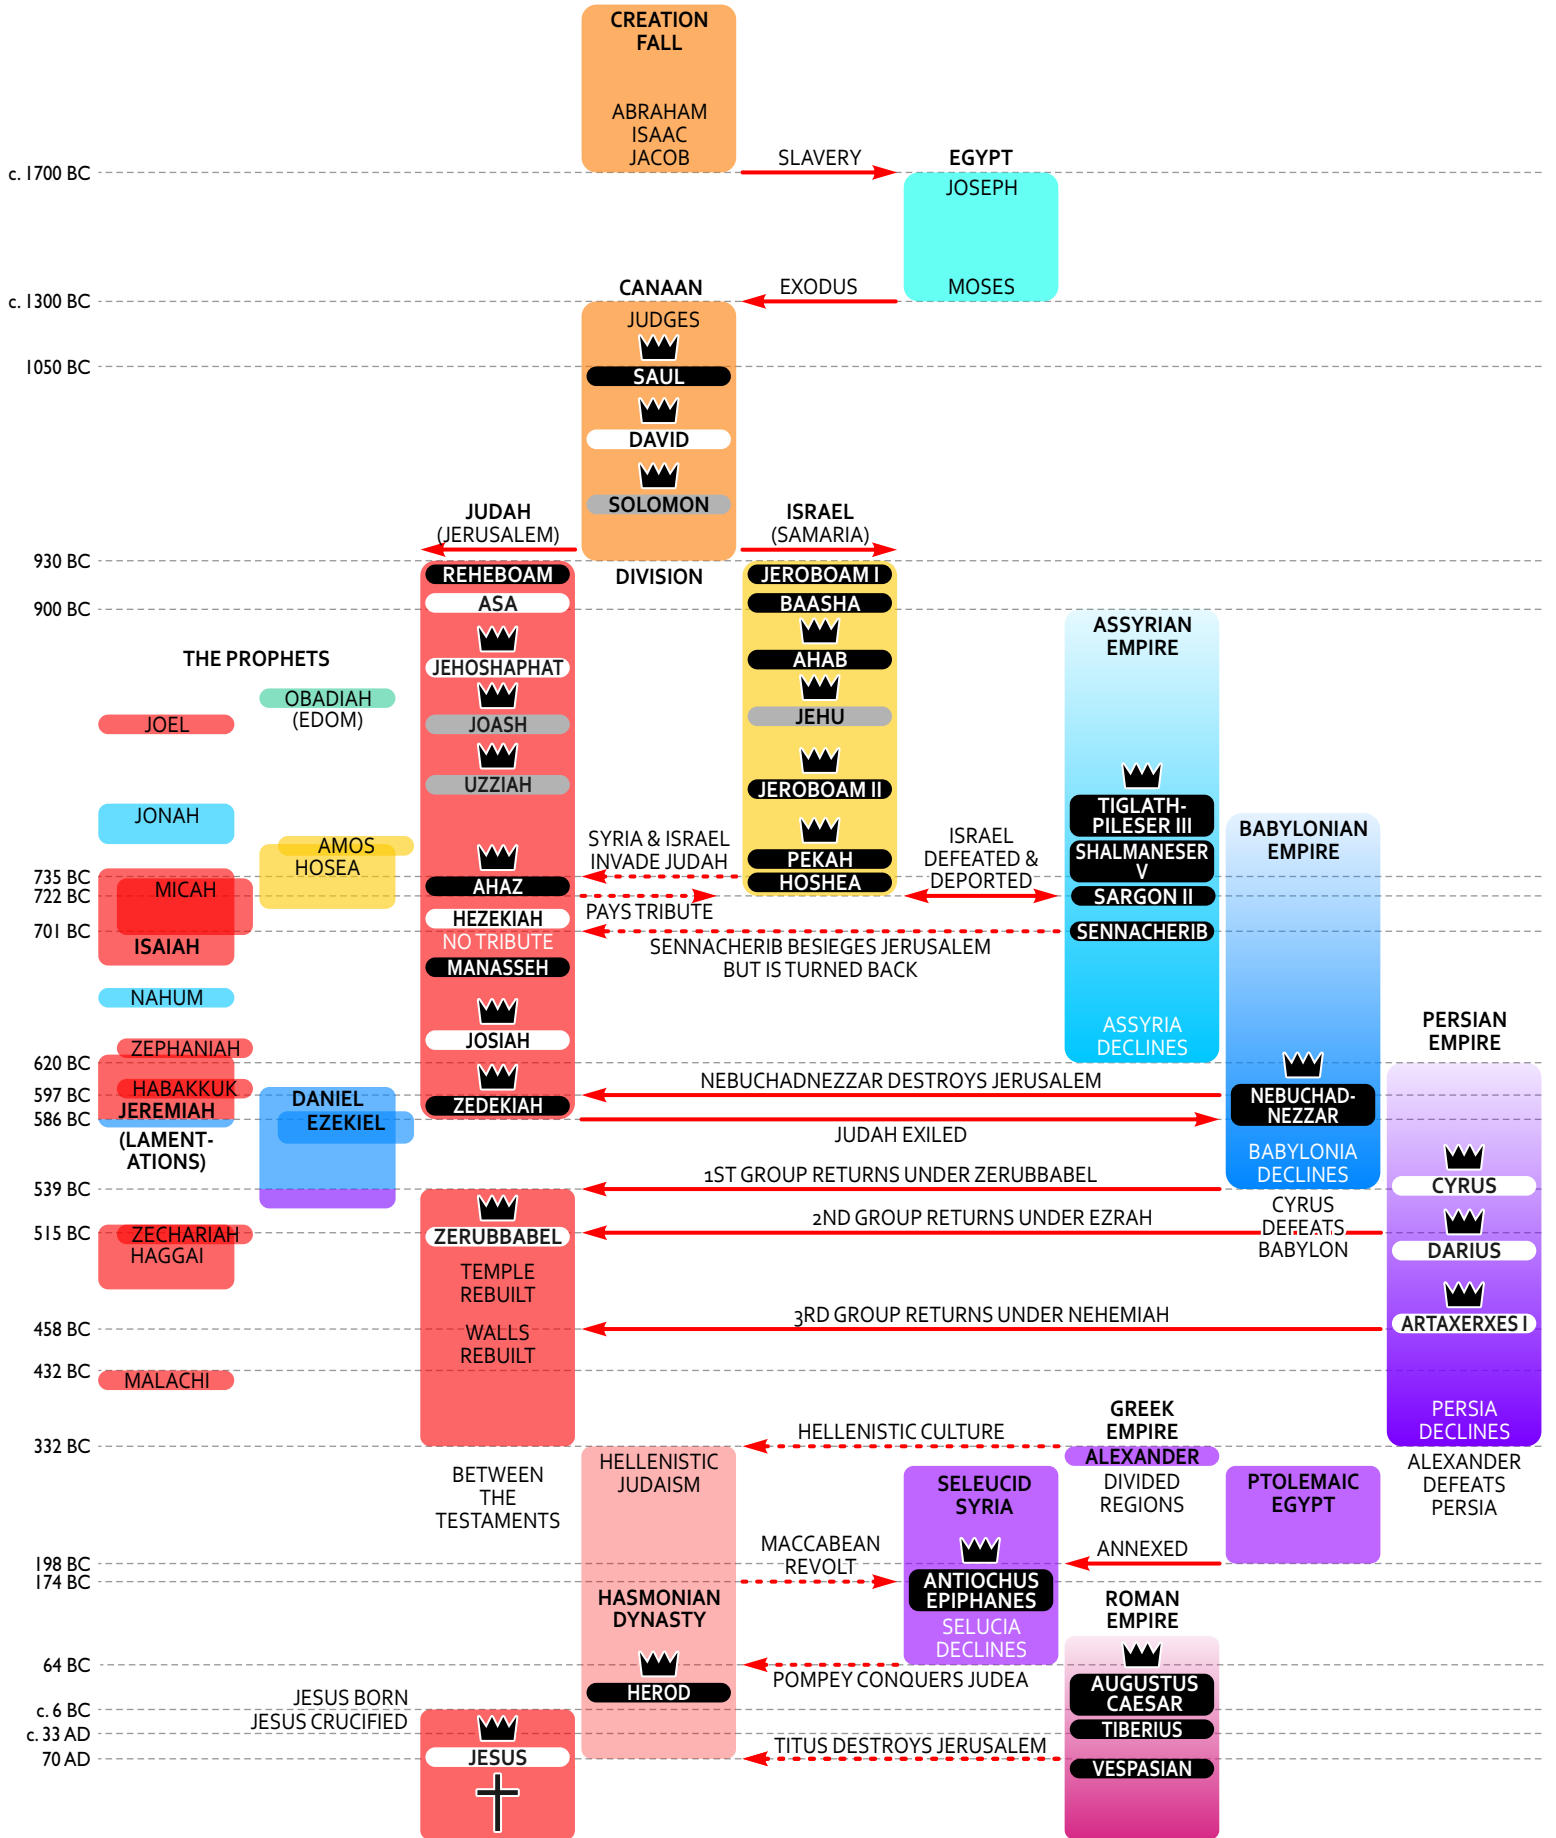 CREATION
FALL
ABRAHAM
ISAAC
JACOB
c. 1700 BC
SLAVERY
EGYPT
JOSEPH
MOSES
c. 1300 BC
CANAAN
EXODUS
JUDGES
1050 BC
SAUL
DAVID
SOLOMON
JUDAH
(JERUSALEM)
ISRAEL
(SAMARIA)
930 BC
REHEBOAM
DIVISION
JEROBOAM I
900 BC
ASA
BAASHA
ASSYRIAN
EMPIRE
THE PROPHETS
JEHOSHAPHAT
AHAB
OBADIAH
(EDOM)
JOEL
JOASH
JEHU
UZZIAH
JEROBOAM II
TIGLATH-
PILESER III
JONAH
BABYLONIAN
EMPIRE
AMOS
HOSEA
SYRIA & ISRAEL
INVADE JUDAH
PEKAH
ISRAEL
DEFEATED &
DEPORTED
SHALMANESER
V
735 BC
MICAH
AHAZ
HOSHEA
722 BC
PAYS TRIBUTE
SARGON II
HEZEKIAH
701 BC
ISAIAH
NO TRIBUTE
SENNACHERIB
SENNACHERIB BESIEGES JERUSALEM
BUT IS TURNED BACK
MANASSEH
NAHUM
ASSYRIA
DECLINES
PERSIAN
EMPIRE
JOSIAH
ZEPHANIAH
620 BC
HABAKKUK
597 BC
NEBUCHADNEZZAR DESTROYS JERUSALEM
NEBUCHAD-
NEZZAR
JEREMIAH
DANIEL
EZEKIEL
ZEDEKIAH
586 BC
(LAMENT-
ATIONS)
JUDAH EXILED
BABYLONIA
DECLINES
539 BC
1ST GROUP RETURNS UNDER ZERUBBABEL
CYRUS
CYRUS
DEFEATS
BABYLON
515 BC
ZECHARIAH
HAGGAI
ZERUBBABEL
2ND GROUP RETURNS UNDER EZRAH
DARIUS
TEMPLE
REBUILT
458 BC
WALLS
REBUILT
3RD GROUP RETURNS UNDER NEHEMIAH
ARTAXERXES I
432 BC
MALACHI
PERSIA
DECLINES
GREEK
EMPIRE
332 BC
HELLENISTIC CULTURE
ALEXANDER
BETWEEN
THE
TESTAMENTS
HELLENISTIC
JUDAISM
SELEUCID
SYRIA
DIVIDED
REGIONS
PTOLEMAIC
EGYPT
ALEXANDER
DEFEATS
PERSIA
198 BC
MACCABEAN
REVOLT
ANNEXED
174 BC
ANTIOCHUS
EPIPHANES
HASMONIAN
DYNASTY
ROMAN
EMPIRE
SELUCIA
DECLINES
64 BC
POMPEY CONQUERS JUDEA
HEROD
AUGUSTUS
CAESAR
JESUS BORN
c. 6 BC
JESUS CRUCIFIED
c. 33 AD
TIBERIUS
70 AD
JESUS
TITUS DESTROYS JERUSALEM
VESPASIAN